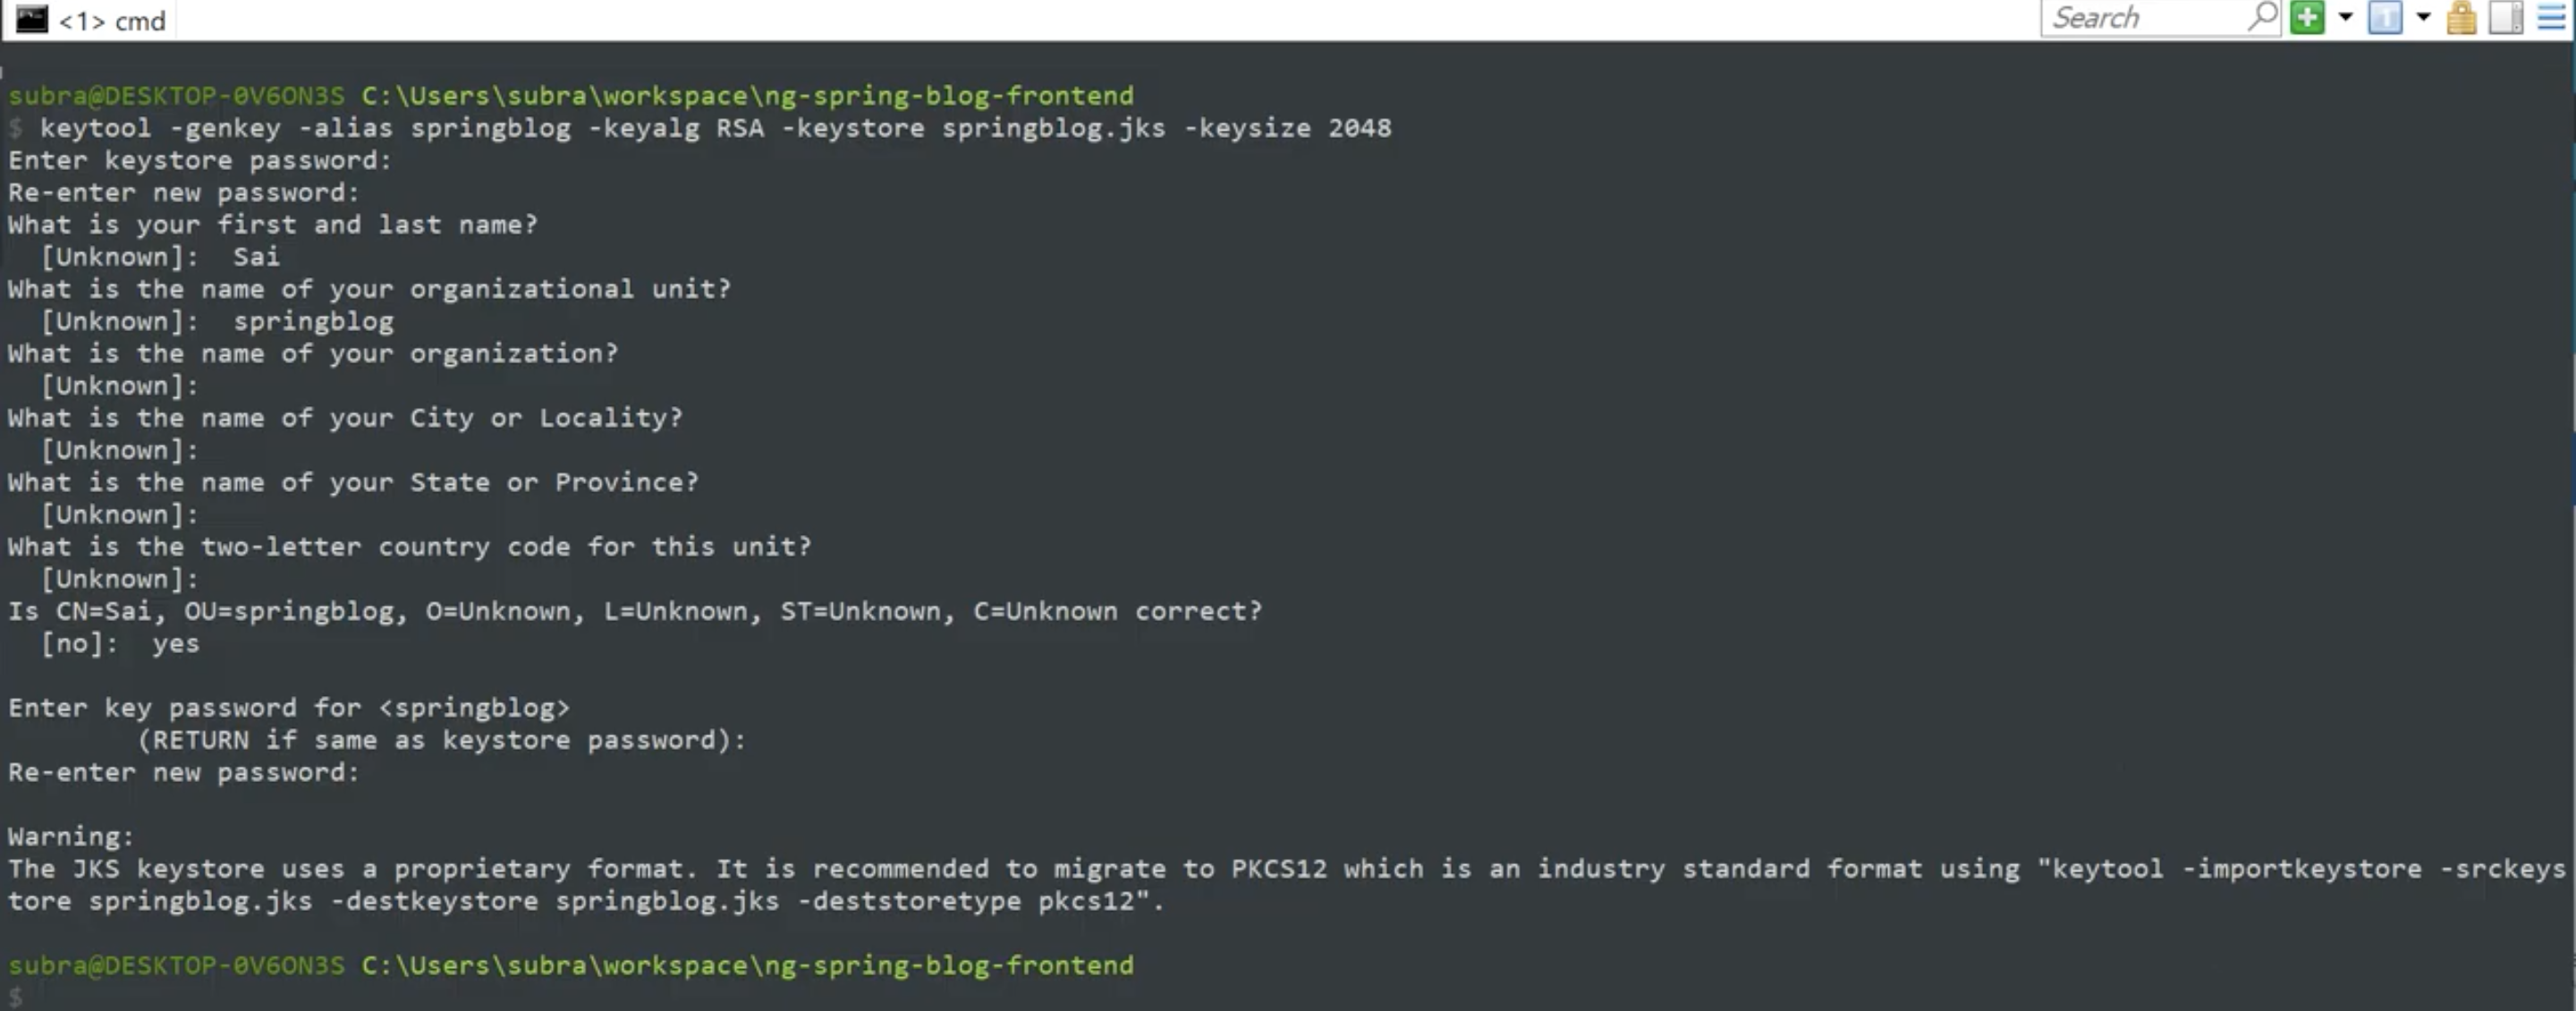 <1> cmd
Search
subra@DESKTOP-0V6ON3S C:\Users\subra\workspace\ng-spring-blog-frontend
$ keytool -genkey -alias springblog -keyalg RSA -keystore springblog.jks -keysize 2048
Enter keystore password:
Re-enter new password:
What is your first and last name?
  [Unknown]:  Sai
What is the name of your organizational unit?
  [Unknown]:  springblog
What is the name of your organization?
  [Unknown]:
What is the name of your City or Locality?
  [Unknown]:
What is the name of your State or Province?
  [Unknown]:
What is the two-letter country code for this unit?
  [Unknown]:
Is CN=Sai, OU=springblog, O=Unknown, L=Unknown, ST=Unknown, C=Unknown correct?
  [no]:  yes
Enter key password for <springblog>
        (RETURN if same as keystore password):
Re-enter new password:
Warning:
The JKS keystore uses a proprietary format. It is recommended to migrate to PKCS12 which is an industry standard format using "keytool -importkeystore -srckeys
tore springblog.jks -destkeystore springblog.jks -deststoretype pkcs12".
subra@DESKTOP-0V6ON3S C:\Users\subra\workspace\ng-spring-blog-frontend
$